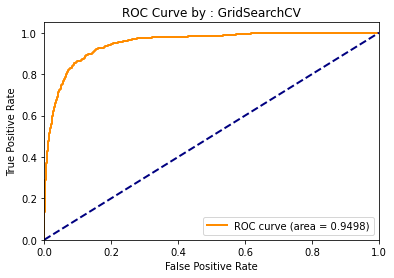 ROC Curve by : GridSearchCV
True Positive Rate
1.0
0.8
0.6
0.4
0.2
0.0
ROC curve (area = 0.9498)
0.0 0.2 0.4 0.6 0.8 1.0
False Positive Rate